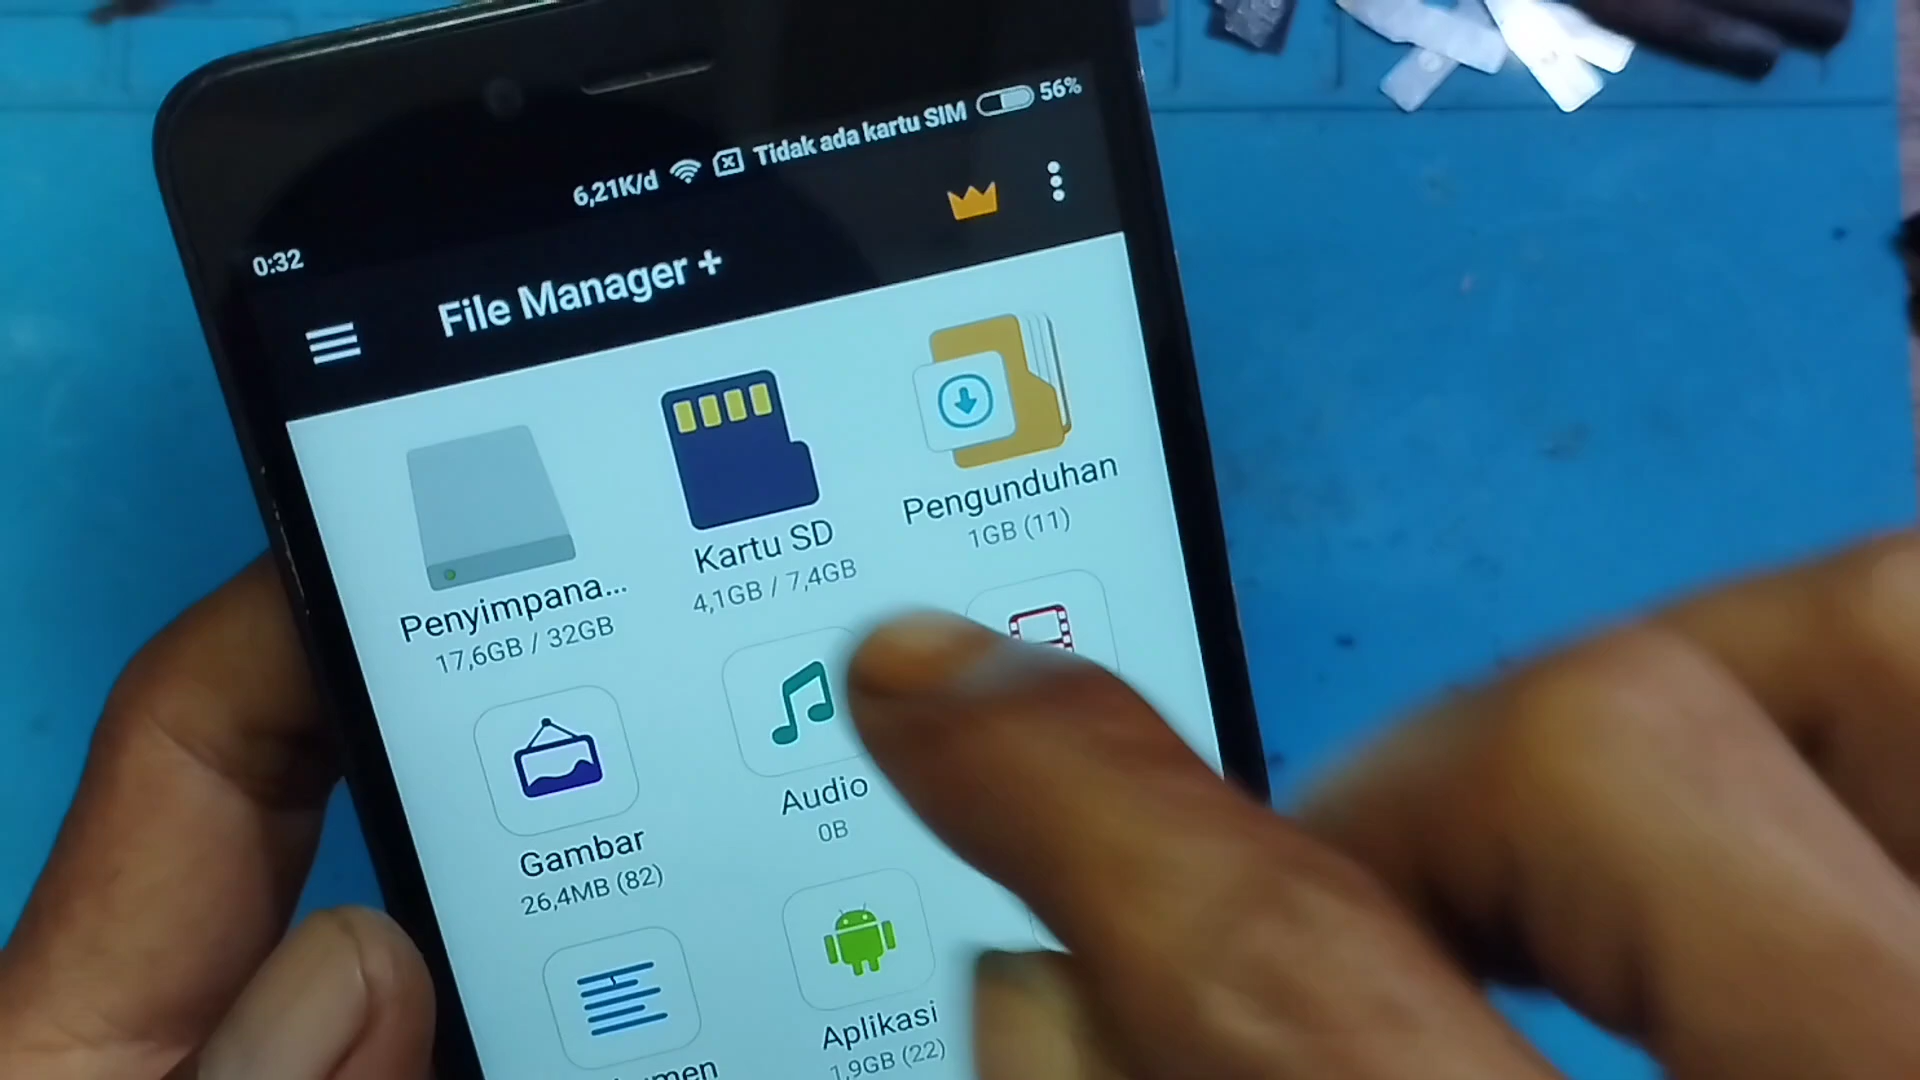 6,21K/d Tidak ada kartu SIM 56%
0:32
File Manager +
Penyimpana...
17,6GB / 32GB
Kartu SD
4,1GB / 7,4GB
Pengunduhan
1GB (11)
Gambar
26,4MB (82)
Audio
0B
Aplikasi
1,9GB (22)